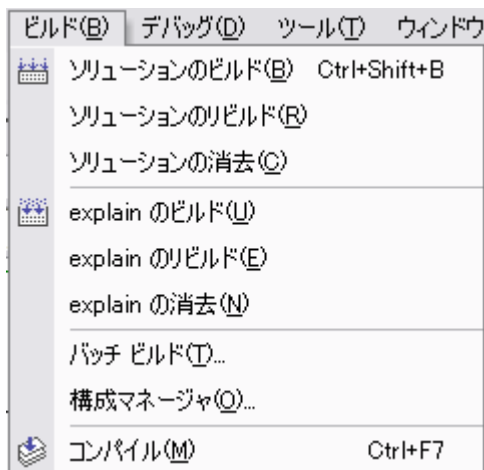 ビルド(B) デバッグ(D) ツール(T) ウィンドウ
ソリューションのビルド(B) Ctrl+Shift+B
ソリューションのリビルド(R)
ソリューションの消去(C)
explain のビルド(U)
explain のリビルド(E)
explain の消去(N)
バッチ ビルド(T)...
構成マネージャ(O)...
コンパイル(M) Ctrl+F7